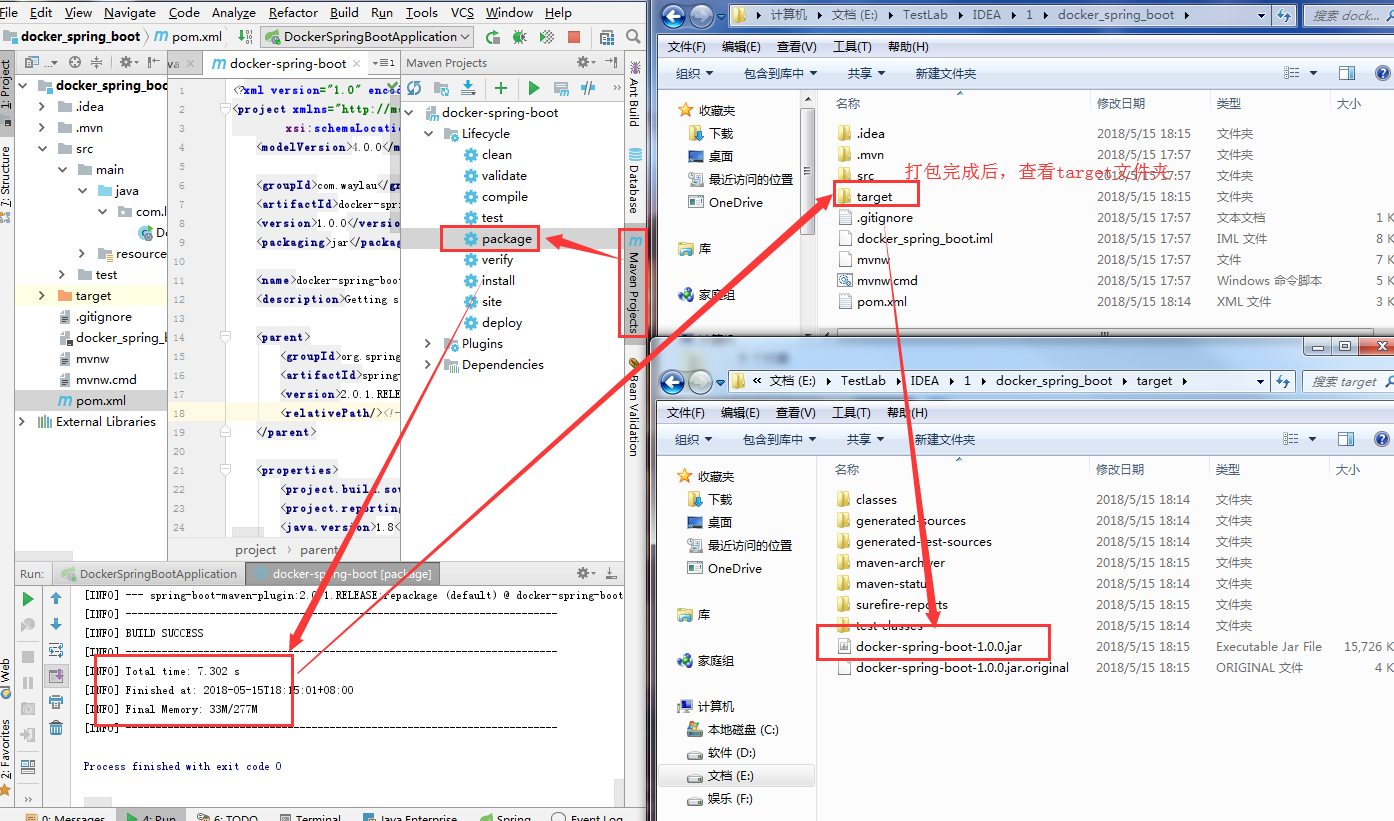 File Edit View Navigate Code Analyze Refactor Build Run Tools VCS Window Help
docker_spring_boot pom.xml DockerSpringBootApplication
1: Project
2: Structure
Web
2: Favorites
docker_spring_boo
.idea
.mvn
src
main
java
com.l
Do
resource
test
target
.gitignore
docker_spring_b
mvnw
mvnw.cmd
pom.xml
External Libraries
va docker-spring-boot
1 <?xml version="1.0" encod
2 <project xmlns="http://m
3 xsi:schemaLocatio
4 <modelVersion>4.0.0</m
5
6 <groupId>com.waylau</g
7 <artifactId>docker-spr
8 <version>1.0.0</version
9 <packaging>jar</packag
10
11 <name>docker-spring-boo
12 <description>Getting s
13
14 <parent>
15 <groupId>org.spring
16 <artifactId>spring
17 <version>2.0.1.RELE
18 <relativePath/><!--
19 </parent>
20
21 <properties>
22 <project.build.sou
23 <project.reporting
24 <java.version>1.8<
project parent
Maven Projects
docker-spring-boot
Lifecycle
clean
validate
compile
test
package
verify
install
site
deploy
Plugins
Dependencies
Ant Build
Database
Maven Projects
Bean Validation
Run: DockerSpringBootApplication docker-spring-boot [package]
[INFO] --- spring-boot-maven-plugin:2.0.1.RELEASE:repackage (default) @ docker-spring-boot
[INFO] ------------------------------------------------------------------------
[INFO] BUILD SUCCESS
[INFO] ------------------------------------------------------------------------
[INFO] Total time: 7.302 s
[INFO] Finished at: 2018-05-15T18:15:01+08:00
[INFO] Final Memory: 33M/277M
[INFO] ------------------------------------------------------------------------
Process finished with exit code 0
0: Messages 4: Run 6: TODO Terminal Java Enterprise Spring Event Log
计算机 文档 (E:) TestLab IDEA 1 docker_spring_boot 搜索 doc...
文件(F) 编辑(E) 查看(V) 工具(T) 帮助(H)
组织 包含到库中 共享 新建文件夹
收藏夹
下载
桌面
最近访问的位置
OneDrive
库
家庭组
名称 修改日期 类型 大小
.idea 2018/5/15 18:15 文件夹
.mvn 2018/5/15 17:57 文件夹
src 2018/5/15 17:57 文件夹
打包完成后，查看target文件夹
target 2018/5/15 18:15 文件夹
.gitignore 2018/5/15 17:57 文本文档 1 K
docker_spring_boot.iml 2018/5/15 17:57 IML 文件 8 K
mvnw 2018/5/15 17:57 文件 7 K
mvnw.cmd 2018/5/15 17:57 Windows 命令脚本 5 K
pom.xml 2018/5/15 18:14 XML 文件 3 K
文档 (E:) TestLab IDEA 1 docker_spring_boot target 搜索 target
文件(F) 编辑(E) 查看(V) 工具(T) 帮助(H)
组织 包含到库中 共享 新建文件夹
收藏夹
下载
桌面
最近访问的位置
OneDrive
库
家庭组
计算机
本地磁盘 (C:)
软件 (D:)
文档 (E:)
娱乐 (F:)
名称 修改日期 类型 大小
classes 2018/5/15 18:14 文件夹
generated-sources 2018/5/15 18:14 文件夹
generated-test-sources 2018/5/15 18:14 文件夹
maven-archiver 2018/5/15 18:15 文件夹
maven-status 2018/5/15 18:14 文件夹
surefire-reports 2018/5/15 18:15 文件夹
test-classes 2018/5/15 18:14 文件夹
docker-spring-boot-1.0.0.jar 2018/5/15 18:15 Executable Jar File 15,726 K
docker-spring-boot-1.0.0.jar.original 2018/5/15 18:15 ORIGINAL 文件 4 K